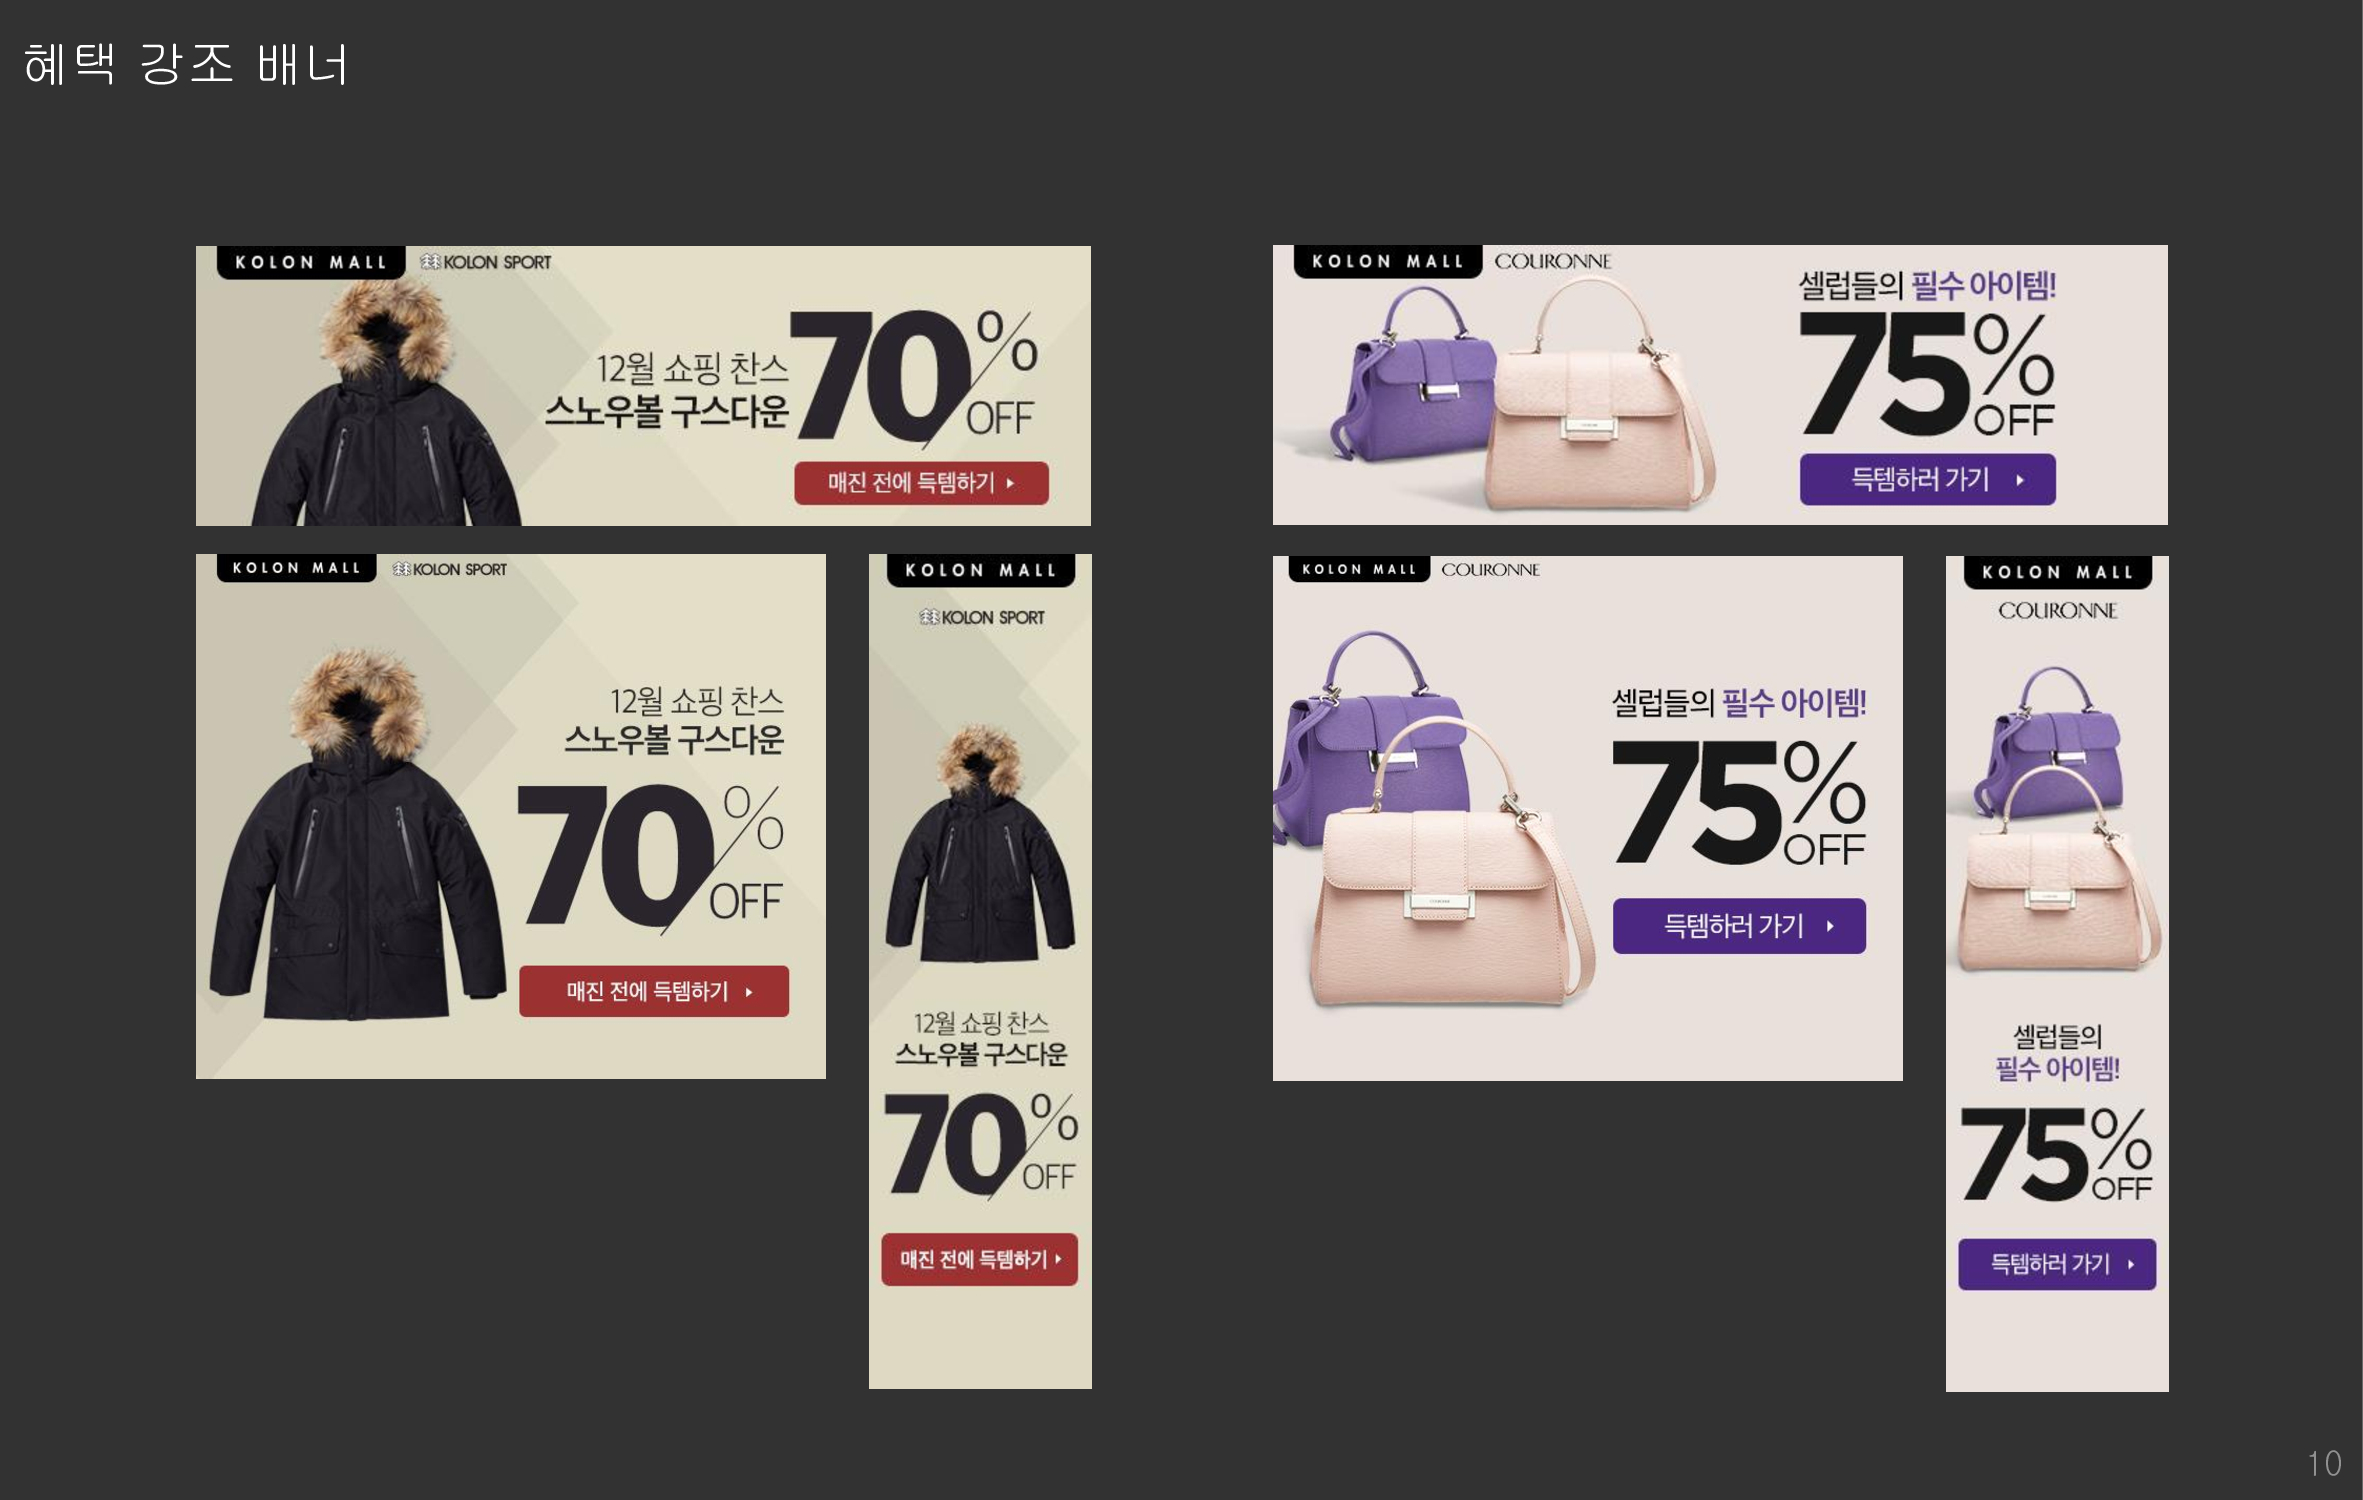 혜택 강조 배너
KOLON MALL KOLON SPORT
12월 쇼핑 찬스
스노우볼 구스다운
70% OFF
매진 전에 득템하기
KOLON MALL COURONNE
셀럽들의 필수 아이템!
75% OFF
득템하러 가기
KOLON MALL KOLON SPORT
12월 쇼핑 찬스
스노우볼 구스다운
70% OFF
매진 전에 득템하기
KOLON MALL
KOLON SPORT
12월 쇼핑 찬스
스노우볼 구스다운
70% OFF
매진 전에 득템하기
KOLON MALL COURONNE
셀럽들의 필수 아이템!
75% OFF
득템하러 가기
KOLON MALL
COURONNE
셀럽들의
필수 아이템!
75% OFF
득템하러 가기
10